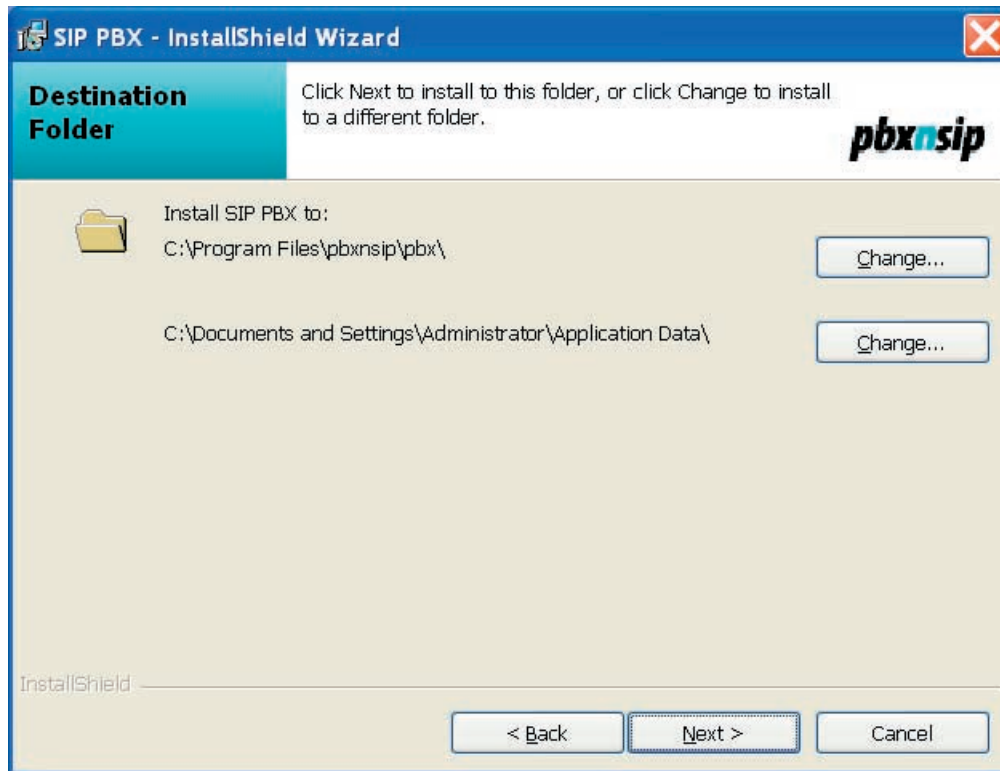 SIP PBX - InstallShield Wizard
Destination
Folder
Click Next to install to this folder, or click Change to install
to a different folder.
pbxnsip
Install SIP PBX to:
C:\Program Files\pbxnsip\pbx\
Change...
C:\Documents and Settings\Administrator\Application Data\
Change...
InstallShield
< Back
Next >
Cancel